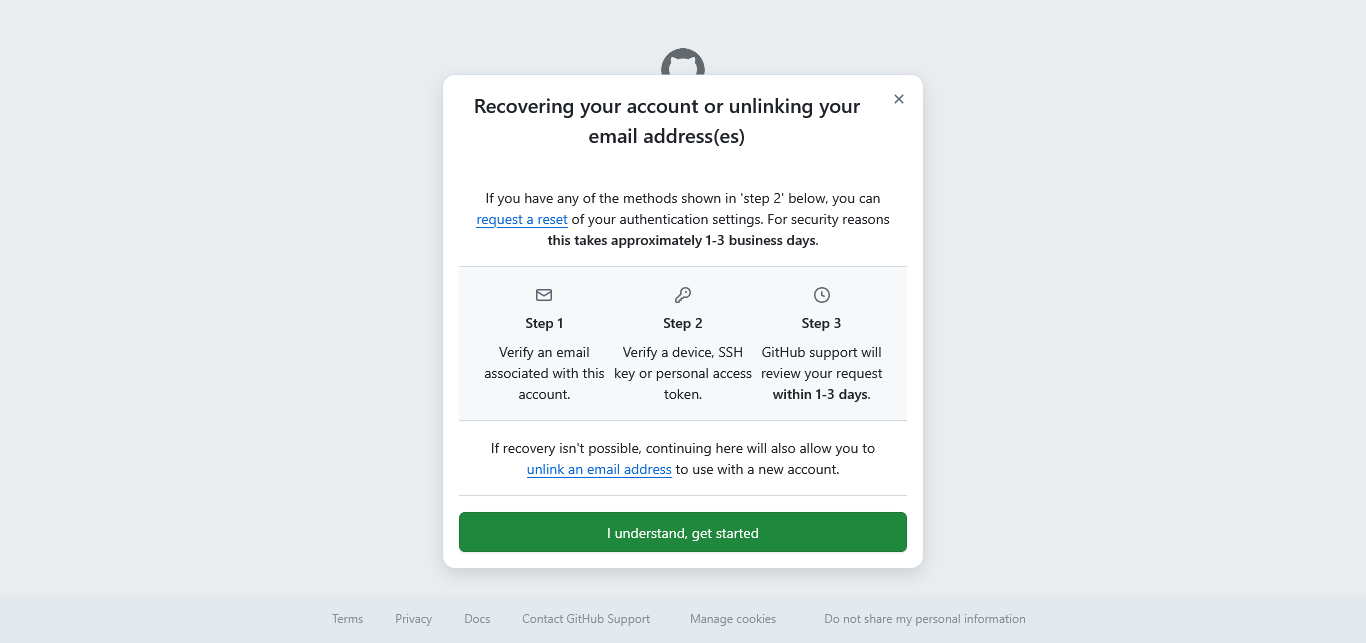 Recovering your account or unlinking your
email address(es)
If you have any of the methods shown in 'step 2' below, you can
request a reset of your authentication settings. For security reasons
this takes approximately 1-3 business days.
Step 1
Verify an email
associated with this
account.
Step 2
Verify a device, SSH
key or personal access
token.
Step 3
GitHub support will
review your request
within 1-3 days.
If recovery isn't possible, continuing here will also allow you to
unlink an email address to use with a new account.
I understand, get started
Terms Privacy Docs Contact GitHub Support Manage cookies Do not share my personal information